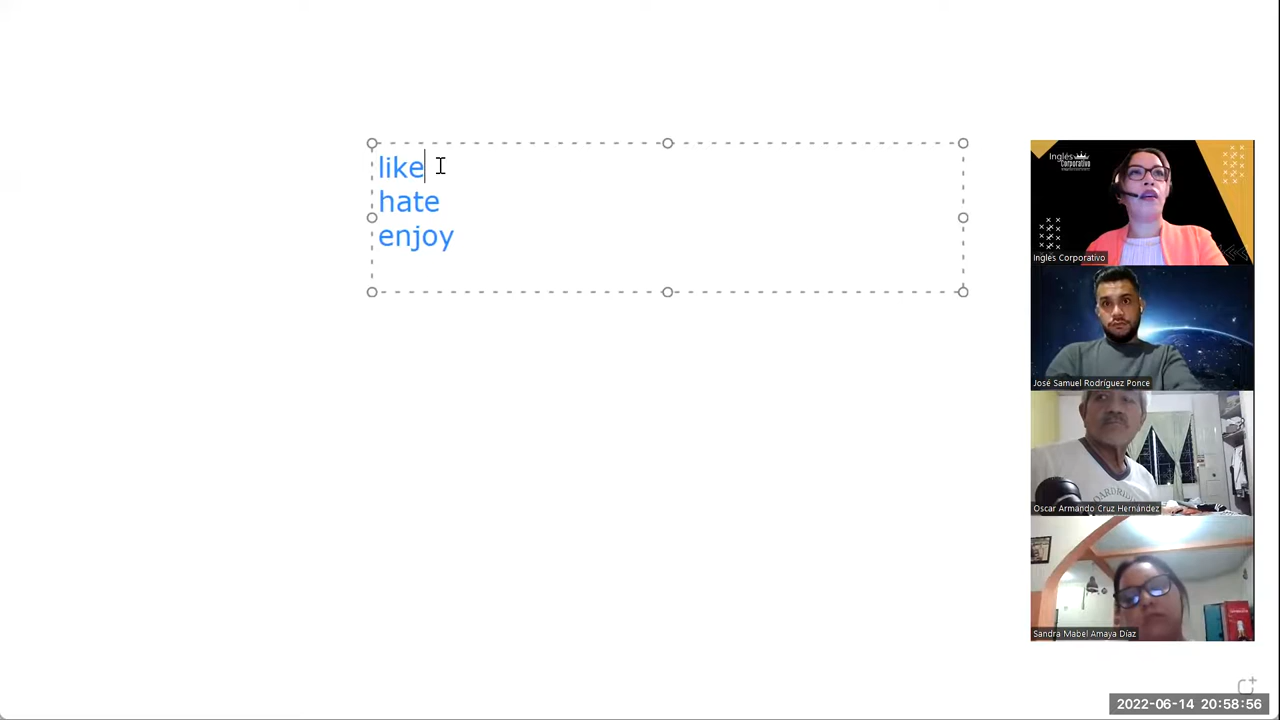 like
hate
enjoy
Inglés
Corporativo
Inglés Corporativo
José Samuel Rodríguez Ponce
Oscar Armando Cruz Hernández
Sandra Mabel Amaya Díaz
2022-06-14 20:58:56